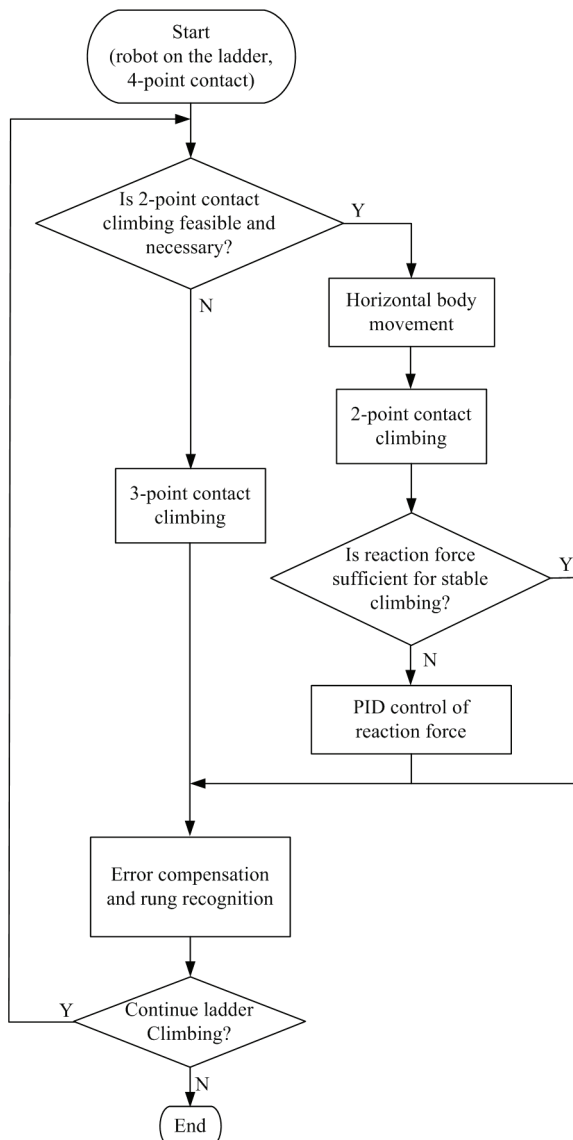 Start
(robot on the ladder,
4-point contact)
Is 2-point contact
climbing feasible and
necessary?
Y
N
Horizontal body
movement
2-point contact
climbing
3-point contact
climbing
Is reaction force
sufficient for stable
climbing?
Y
N
PID control of
reaction force
Error compensation
and rung recognition
Continue ladder
Climbing?
Y
N
End